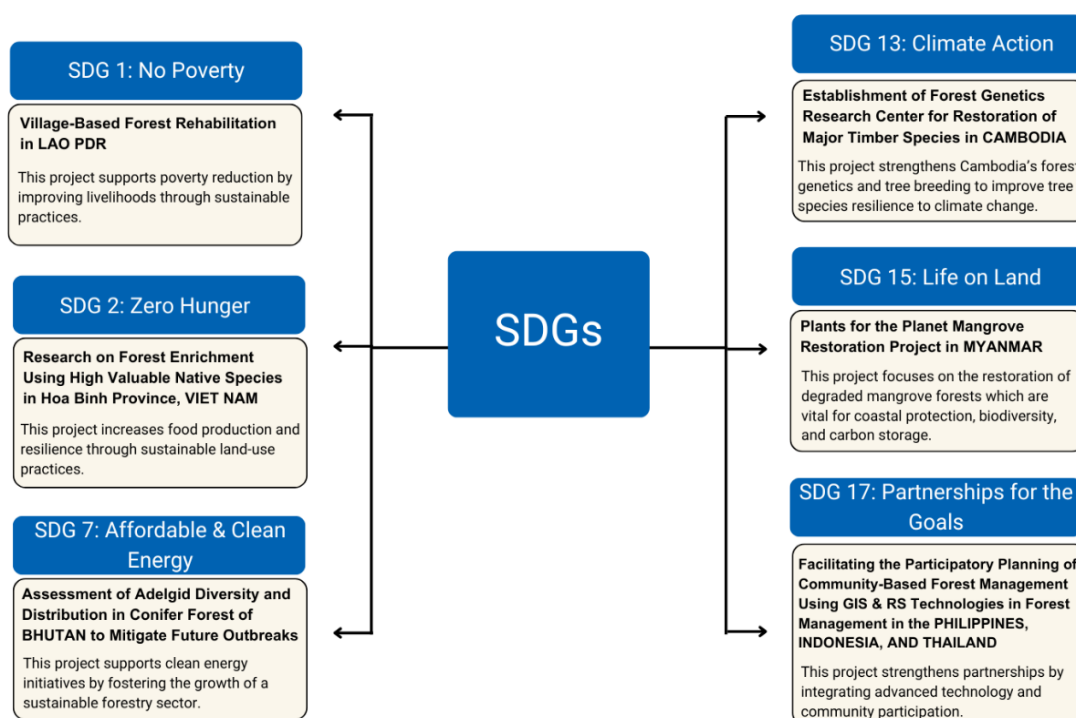 SDG 1: No Poverty
Village-Based Forest Rehabilitation
in LAO PDR
This project supports poverty reduction by
improving livelihoods through sustainable
practices.
SDG 2: Zero Hunger
Research on Forest Enrichment
Using High Valuable Native Species
in Hoa Binh Province, VIET NAM
This project increases food production and
resilience through sustainable land-use
practices.
SDG 7: Affordable & Clean
Energy
Assessment of Adelgid Diversity and
Distribution in Conifer Forest of
BHUTAN to Mitigate Future Outbreaks
This project supports clean energy
initiatives by fostering the growth of a
sustainable forestry sector.
SDGs
SDG 13: Climate Action
Establishment of Forest Genetics
Research Center for Restoration of
Major Timber Species in CAMBODIA
This project strengthens Cambodia's forest
genetics and tree breeding to improve tree
species resilience to climate change.
SDG 15: Life on Land
Plants for the Planet Mangrove
Restoration Project in MYANMAR
This project focuses on the restoration of
degraded mangrove forests which are
vital for coastal protection, biodiversity,
and carbon storage.
SDG 17: Partnerships for the
Goals
Facilitating the Participatory Planning of
Community-Based Forest Management
Using GIS & RS Technologies in Forest
Management in the PHILIPPINES,
INDONESIA, AND THAILAND
This project strengthens partnerships by
integrating advanced technology and
community participation.